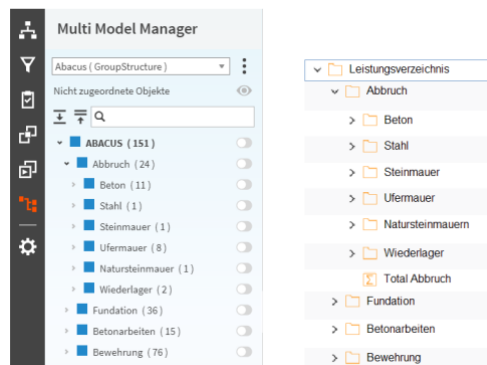 Multi Model Manager
Abacus ( GroupStructure )
Nicht zugeordnete Objekte
ABACUS ( 151 )
Abbruch ( 24 )
Beton ( 11 )
Stahl ( 1 )
Steinmauer ( 1 )
Ufermauer ( 8 )
Natursteinmauer ( 1 )
Wiederlager ( 2 )
Fundation ( 36 )
Betonarbeiten ( 15 )
Bewehrung ( 76 )
Leistungsverzeichnis
Abbruch
Beton
Stahl
Steinmauer
Ufermauer
Natursteinmauern
Wiederlager
Σ Total Abbruch
Fundation
Betonarbeiten
Bewehrung